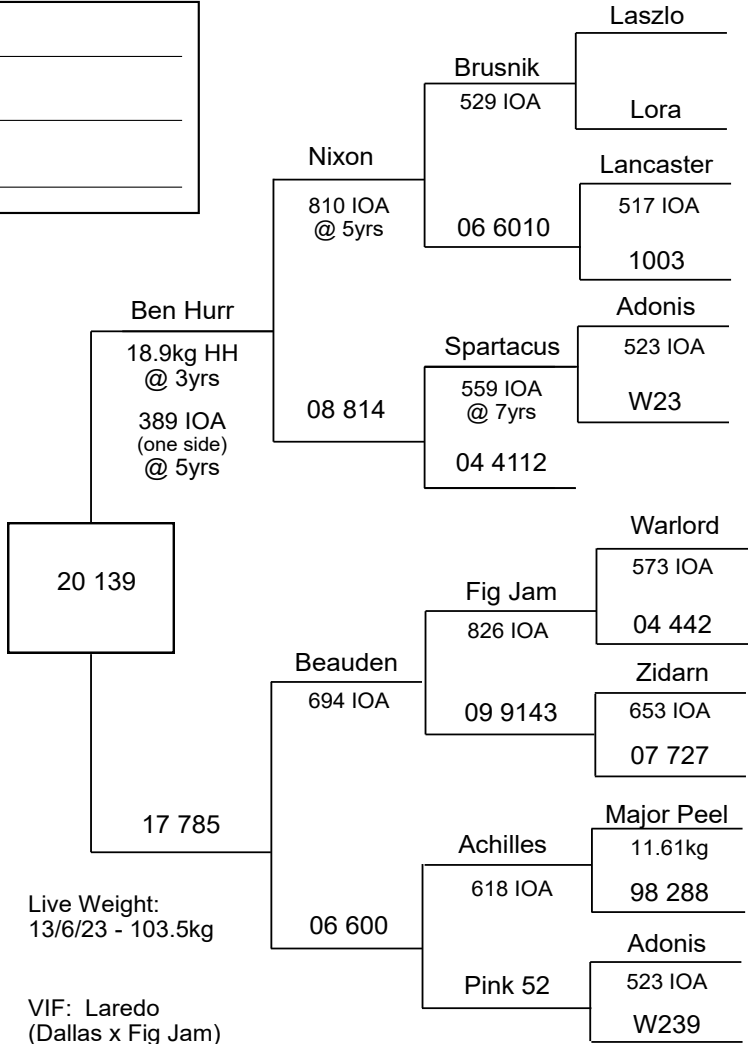 Laszlo
Brusnik
529 IOA
Lora
Nixon
Lancaster
810 IOA
@ 5yrs
517 IOA
06 6010
1003
Ben Hurr
Adonis
18.9kg HH
@ 3yrs
Spartacus
523 IOA
389 IOA
(one side)
@ 5yrs
08 814
559 IOA
@ 7yrs
W23
04 4112
20 139
Warlord
573 IOA
Fig Jam
826 IOA
04 442
Beauden
694 IOA
Zidarn
09 9143
653 IOA
07 727
17 785
Major Peel
Achilles
11.61kg
618 IOA
98 288
Live Weight:
13/6/23 - 103.5kg
06 600
Adonis
Pink 52
523 IOA
W239
VIF: Laredo
(Dallas x Fig Jam)